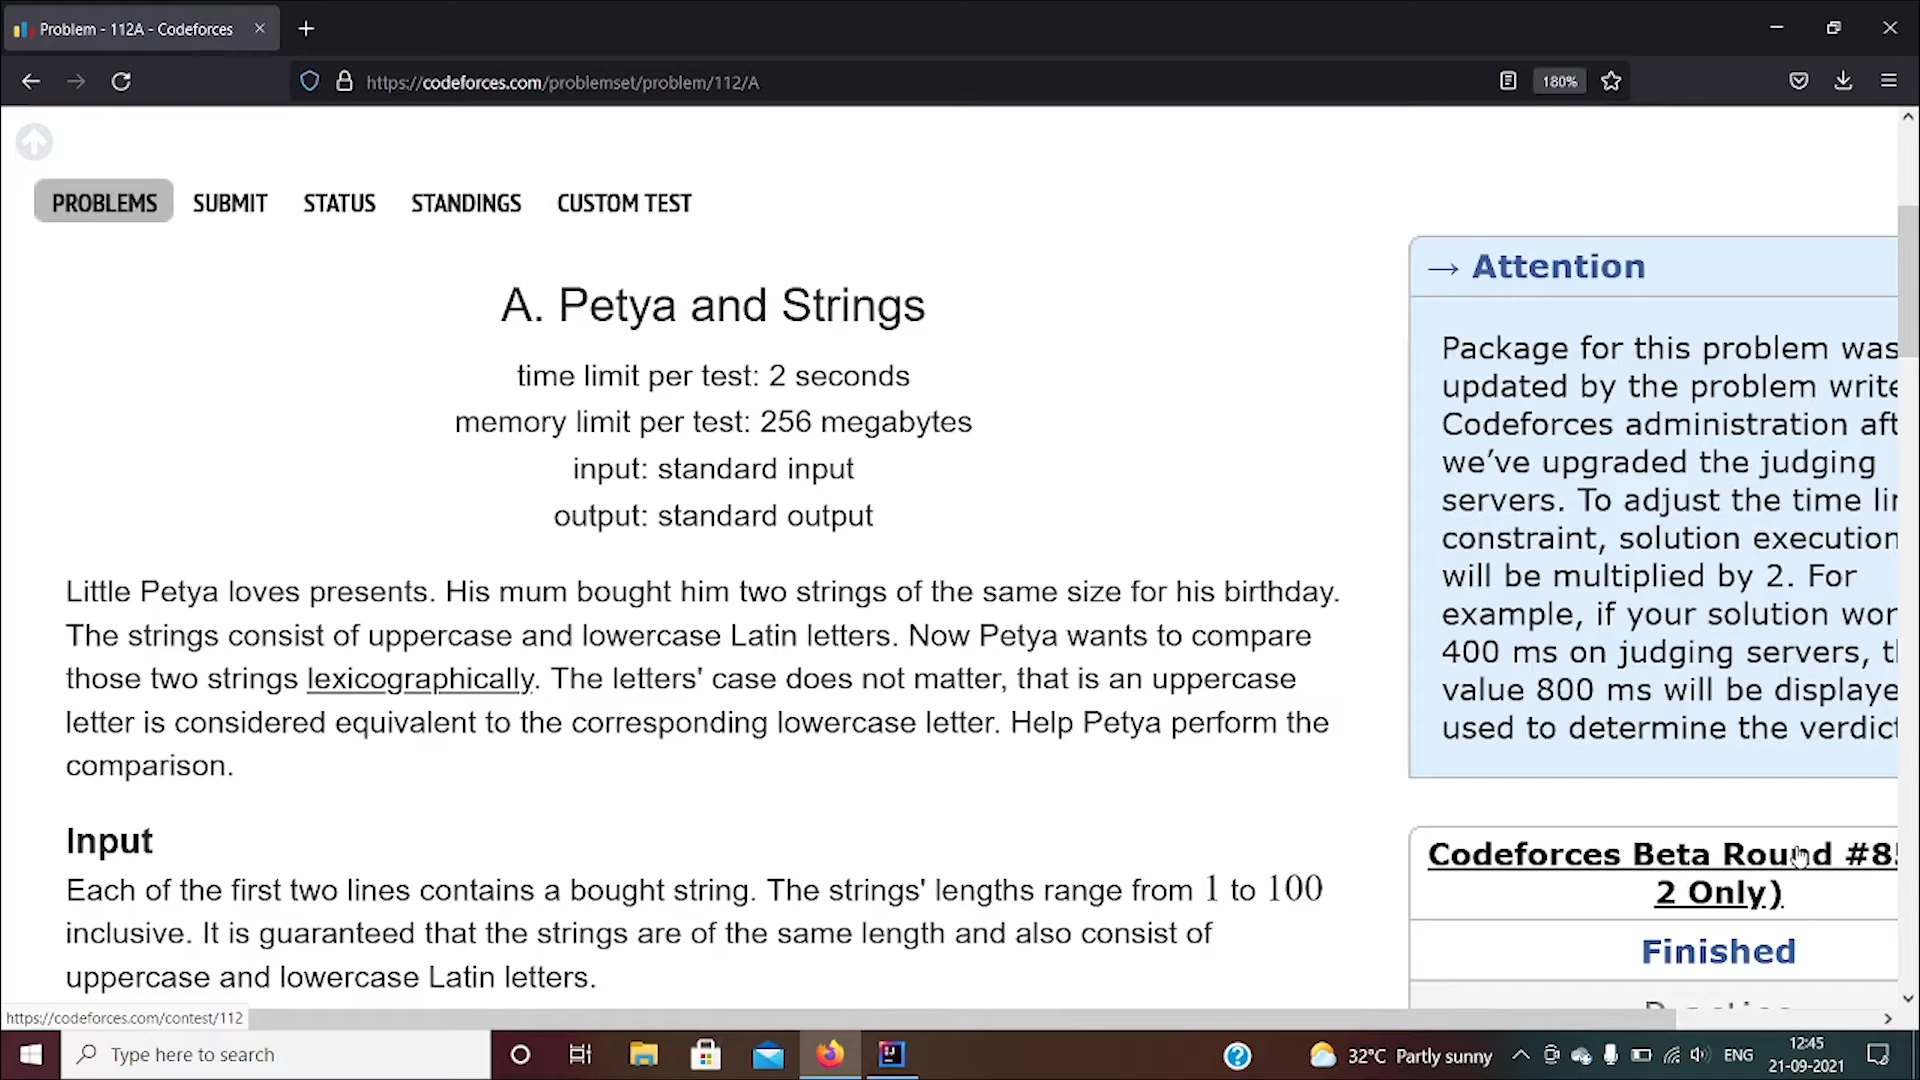 Problem - 112A - Codeforces
https://codeforces.com/problemset/problem/112/A
180%
PROBLEMS SUBMIT STATUS STANDINGS CUSTOM TEST
A. Petya and Strings
time limit per test: 2 seconds
memory limit per test: 256 megabytes
input: standard input
output: standard output
Little Petya loves presents. His mum bought him two strings of the same size for his birthday.
The strings consist of uppercase and lowercase Latin letters. Now Petya wants to compare
those two strings lexicographically. The letters' case does not matter, that is an uppercase
letter is considered equivalent to the corresponding lowercase letter. Help Petya perform the
comparison.
Input
Each of the first two lines contains a bought string. The strings' lengths range from 1 to 100
inclusive. It is guaranteed that the strings are of the same length and also consist of
uppercase and lowercase Latin letters.
→ Attention
Package for this problem was
updated by the problem write
Codeforces administration aft
we've upgraded the judging
servers. To adjust the time li
constraint, solution execution
will be multiplied by 2. For
example, if your solution wor
400 ms on judging servers, t
value 800 ms will be displaye
used to determine the verdict
Codeforces Beta Round #8
2 Only)
Finished
https://codeforces.com/contest/112
Type here to search
32°C Partly sunny
ENG
12:45
21-09-2021